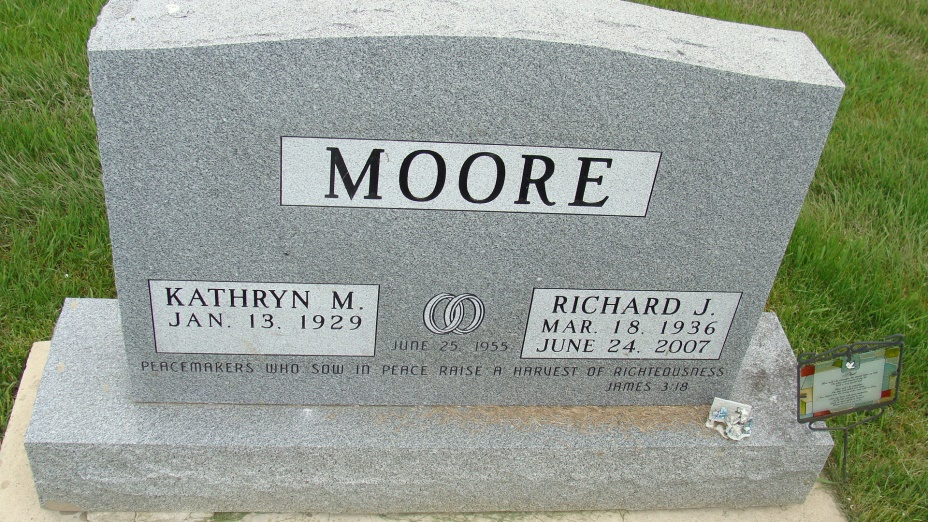 MOORE
KATHRYN M.
JAN. 13. 1929
JUNE 25, 1955
RICHARD J.
MAR. 18. 1936
JUNE 24. 2007
PEACEMAKERS WHO SOW IN PEACE RAISE A HARVEST OF RIGHTEOUSNESS
JAMES 3:18